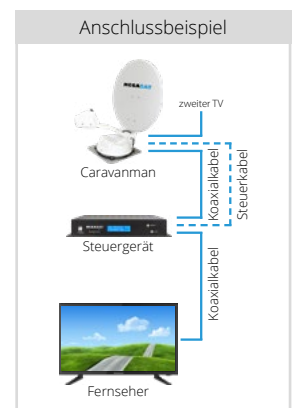 Anschlussbeispiel
MEGASAT
zweiter TV
Caravanman
Koaxialkabel
Steuerkabel
Steuergerät
Koaxialkabel
Fernseher